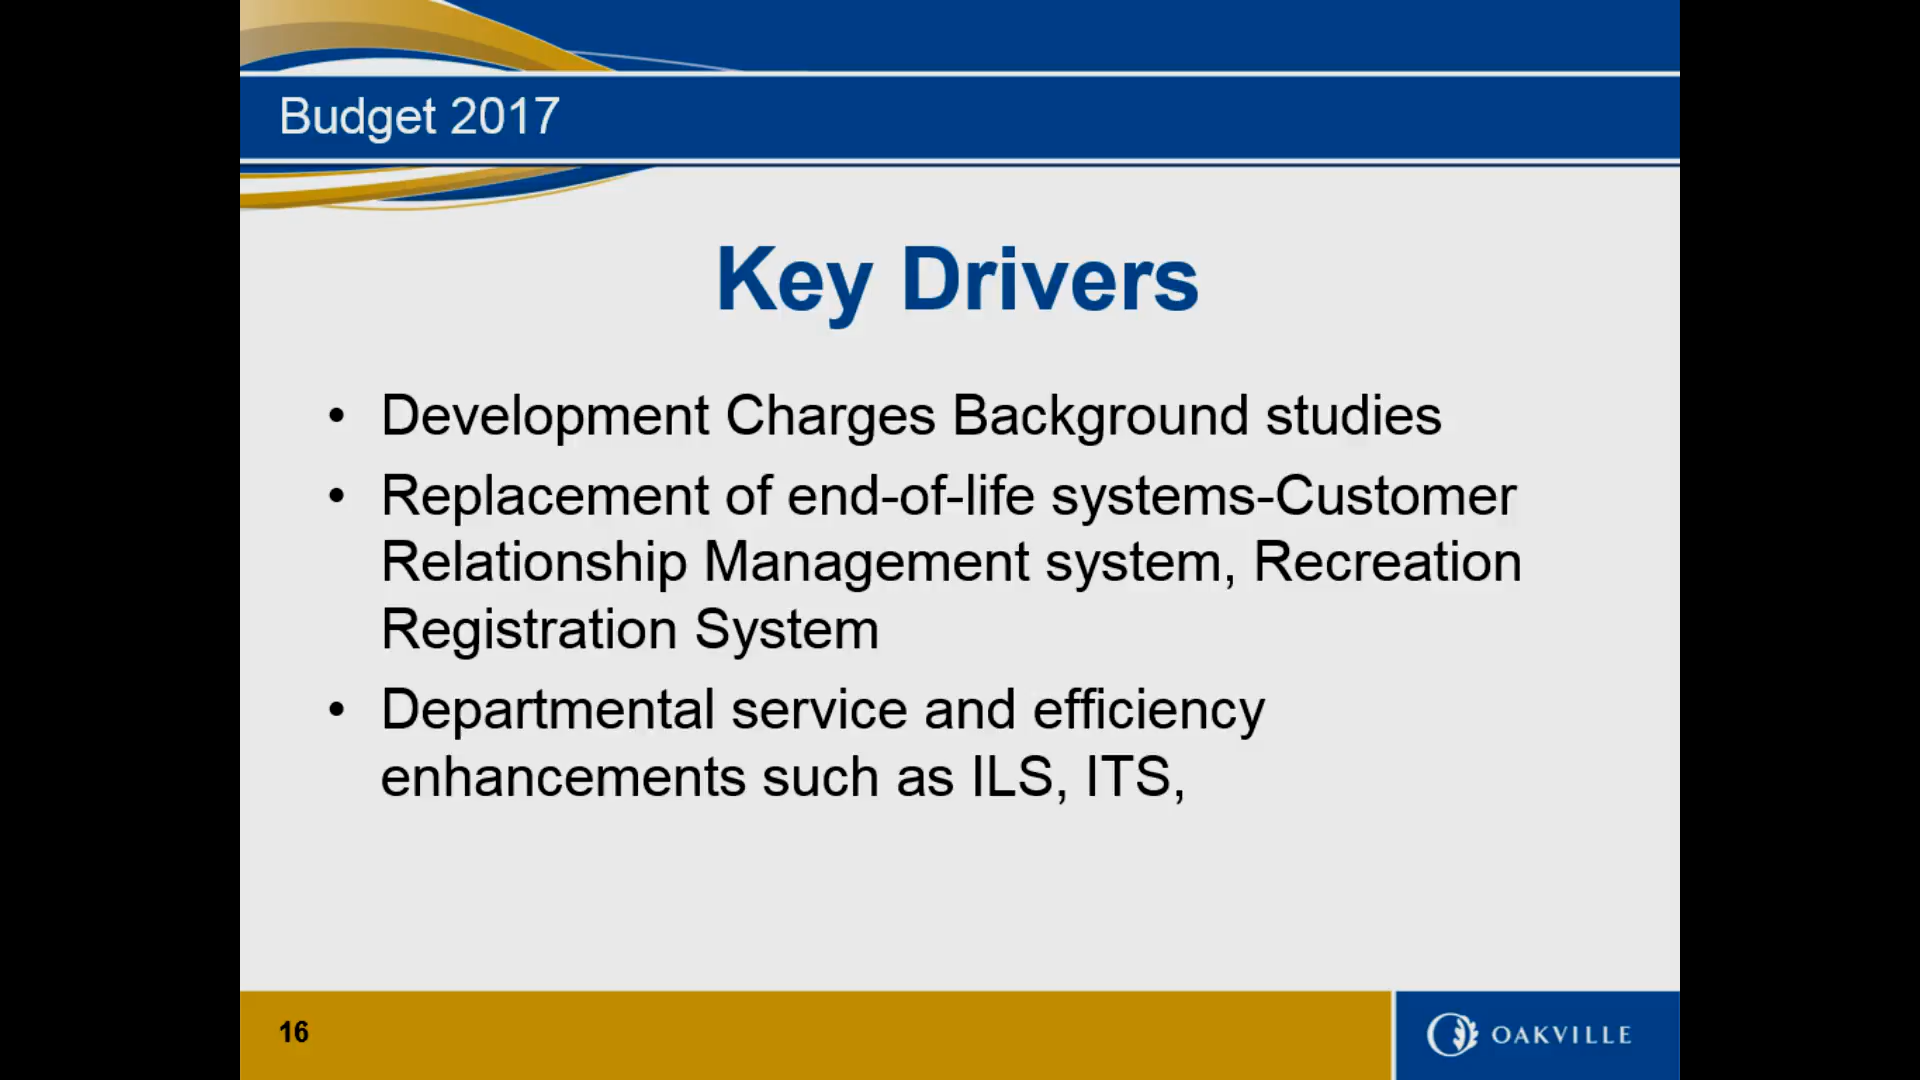 Budget 2017
Key Drivers
• Development Charges Background studies
• Replacement of end-of-life systems-Customer
Relationship Management system, Recreation
Registration System
• Departmental service and efficiency
enhancements such as ILS, ITS,
16
OAKVILLE